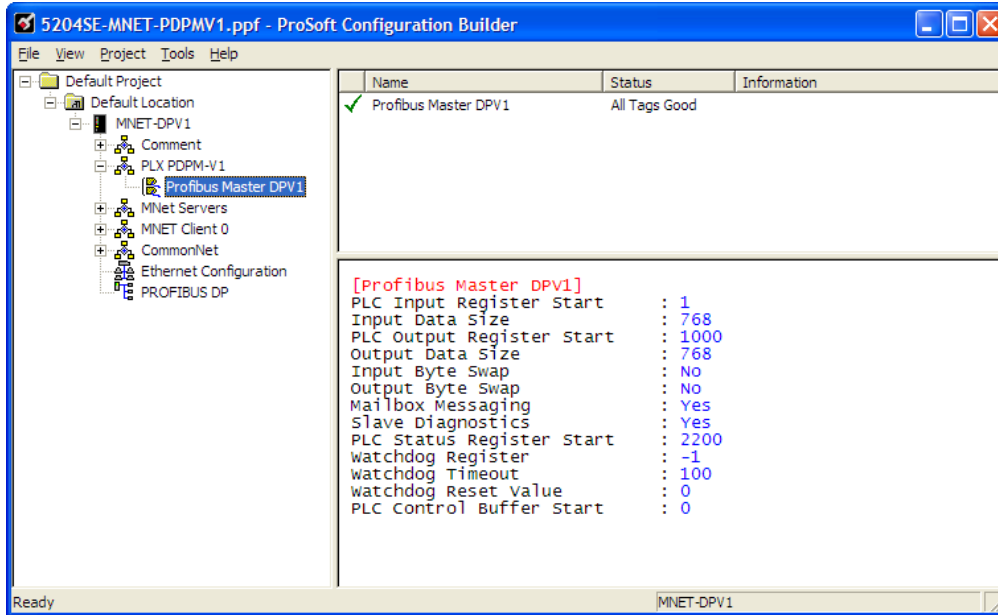 5204SE-MNET-PDPMV1.ppf - ProSoft Configuration Builder
File View Project Tools Help
Default Project
Default Location
MNET-DPV1
Comment
PLX PDPM-V1
Profibus Master DPV1
MNet Servers
MNET Client 0
CommonNet
Ethernet Configuration
PROFIBUS DP
Name Status Information
Profibus Master DPV1 All Tags Good
[Profibus Master DPV1]
PLC Input Register Start : 1
Input Data Size : 768
PLC Output Register Start : 1000
Output Data Size : 768
Input Byte Swap : No
Output Byte Swap : No
Mailbox Messaging : Yes
Slave Diagnostics : Yes
PLC Status Register Start : 2200
Watchdog Register : -1
Watchdog Timeout : 100
Watchdog Reset Value : 0
PLC Control Buffer Start : 0
Ready MNET-DPV1